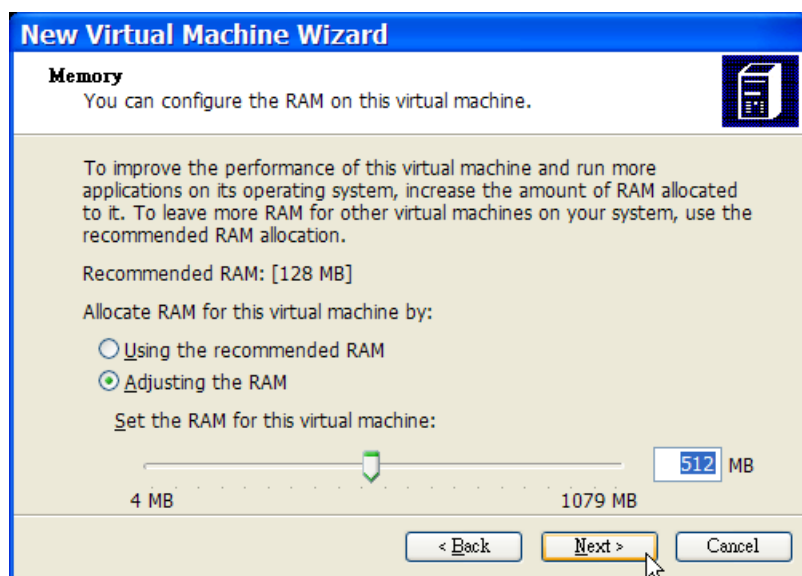 New Virtual Machine Wizard
Memory
You can configure the RAM on this virtual machine.
To improve the performance of this virtual machine and run more
applications on its operating system, increase the amount of RAM allocated
to it. To leave more RAM for other virtual machines on your system, use the
recommended RAM allocation.
Recommended RAM: [128 MB]
Allocate RAM for this virtual machine by:
Using the recommended RAM
Adjusting the RAM
Set the RAM for this virtual machine:
512 MB
4 MB 1079 MB
< Back Next > Cancel